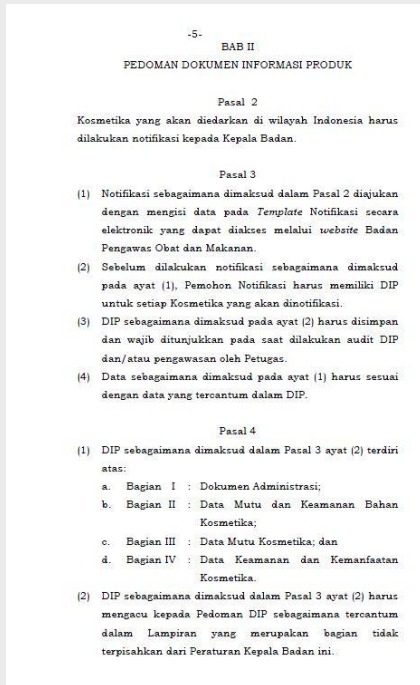 -5-
BAB II
PEDOMAN DOKUMEN INFORMASI PRODUK
Pasal 2
Kosmetika yang akan diedarkan di wilayah Indonesia harus
dilakukan notifikasi kepada Kepala Badan.
Pasal 3
(1) Notifikasi sebagaimana dimaksud dalam Pasal 2 diajukan
dengan mengisi data pada Template Notifikasi secara
elektronik yang dapat diakses melalui website Badan
Pengawas Obat dan Makanan.
(2) Sebelum dilakukan notifikasi sebagaimana dimaksud
pada ayat (1), Pemohon Notifikasi harus memiliki DIP
untuk setiap Kosmetika yang akan dinotifikasi.
(3) DIP sebagaimana dimaksud pada ayat (2) harus disimpan
dan wajib ditunjukkan pada saat dilakukan audit DIP
dan/atau pengawasan oleh Petugas.
(4) Data sebagaimana dimaksud pada ayat (1) harus sesuai
dengan data yang tercantum dalam DIP.
Pasal 4
(1) DIP sebagaimana dimaksud dalam Pasal 3 ayat (2) terdiri
atas:
a. Bagian I : Dokumen Administrasi;
b. Bagian II : Data Mutu dan Keamanan Bahan
Kosmetika;
c. Bagian III : Data Mutu Kosmetika; dan
d. Bagian IV : Data Keamanan dan Kemanfaatan
Kosmetika.
(2) DIP sebagaimana dimaksud dalam Pasal 3 ayat (2) harus
mengacu kepada Pedoman DIP sebagaimana tercantum
dalam Lampiran yang merupakan bagian tidak
terpisahkan dari Peraturan Kepala Badan ini.